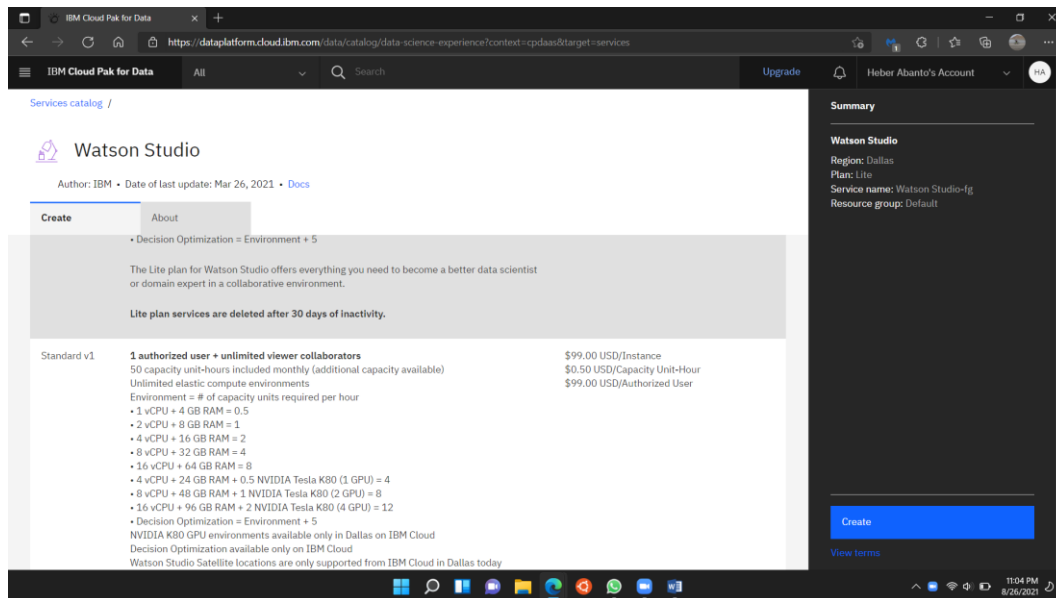 IBM Cloud Pak for Data
https://dataplatform.cloud.ibm.com/data/catalog/data-science-experience?context=cpdaas&target=services
IBM Cloud Pak for Data
All
Search
Upgrade
Heber Abanto's Account
HA
Services catalog /
Watson Studio
Author: IBM • Date of last update: Mar 26, 2021 • Docs
Create
About
• Decision Optimization = Environment + 5
The Lite plan for Watson Studio offers everything you need to become a better data scientist
or domain expert in a collaborative environment.
Lite plan services are deleted after 30 days of inactivity.
Standard v1
1 authorized user + unlimited viewer collaborators
$99.00 USD/Instance
50 capacity unit-hours included monthly (additional capacity available)
$0.50 USD/Capacity Unit-Hour
Unlimited elastic compute environments
$99.00 USD/Authorized User
Environment = # of capacity units required per hour
• 1 vCPU + 4 GB RAM = 0.5
• 2 vCPU + 8 GB RAM = 1
• 4 vCPU + 16 GB RAM = 2
• 8 vCPU + 32 GB RAM = 4
• 16 vCPU + 64 GB RAM = 8
• 4 vCPU + 24 GB RAM + 0.5 NVIDIA Tesla K80 (1 GPU) = 4
• 8 vCPU + 48 GB RAM + 1 NVIDIA Tesla K80 (2 GPU) = 8
• 16 vCPU + 96 GB RAM + 2 NVIDIA Tesla K80 (4 GPU) = 12
• Decision Optimization = Environment + 5
NVIDIA K80 GPU environments available only in Dallas on IBM Cloud
Decision Optimization available only on IBM Cloud
Watson Studio Satellite locations are only supported from IBM Cloud in Dallas today
Summary
Watson Studio
Region: Dallas
Plan: Lite
Service name: Watson Studio-fg
Resource group: Default
Create
View terms
11:04 PM
8/26/2021